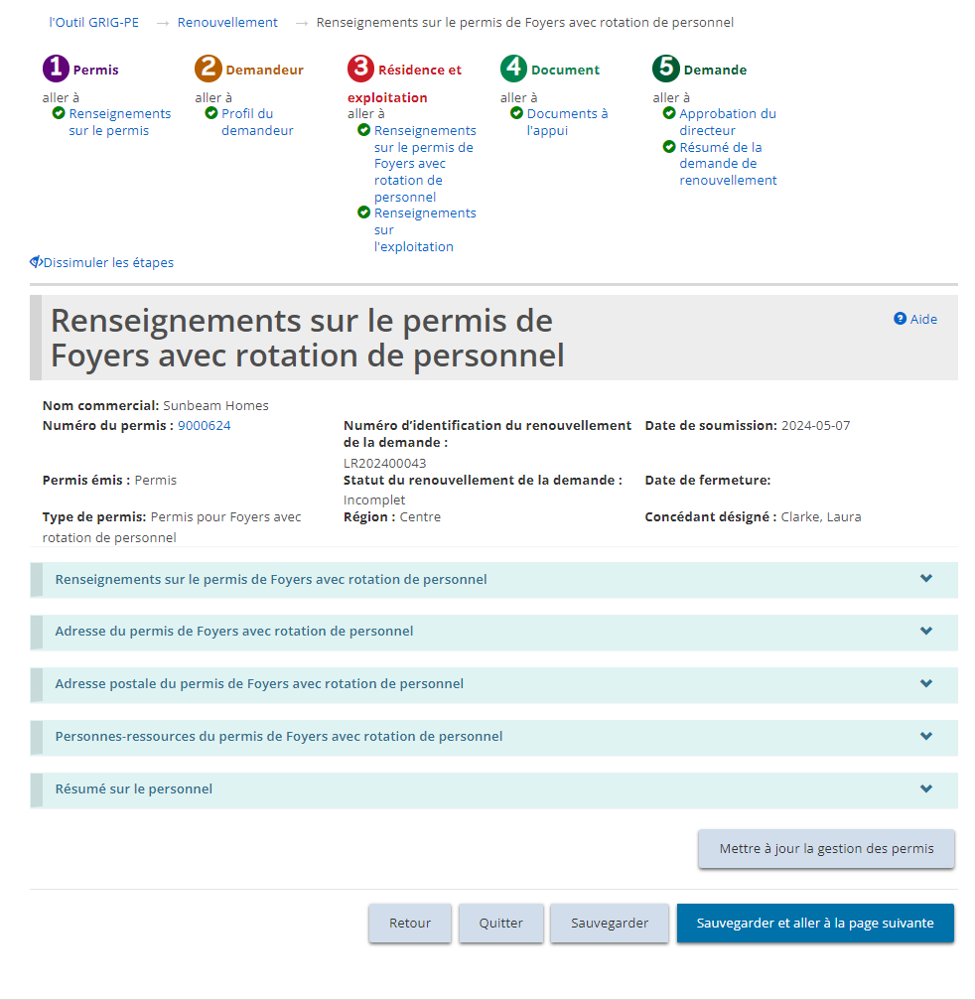 l'Outil GRIG-PE → Renouvellement → Renseignements sur le permis de Foyers avec rotation de personnel
1 Permis
aller à
Renseignements
sur le permis
2 Demandeur
aller à
Profil du
demandeur
3 Résidence et
exploitation
aller à
Renseignements
sur le permis de
Foyers avec
rotation de
personnel
Renseignements
sur
l'exploitation
4 Document
aller à
Documents à
l'appui
5 Demande
aller à
Approbation du
directeur
Résumé de la
demande de
renouvellement
Dissimuler les étapes
Renseignements sur le permis de
Foyers avec rotation de personnel
Aide
Nom commercial: Sunbeam Homes
Numéro du permis : 9000624
Numéro d’identification du renouvellement
de la demande :
LR202400043
Date de soumission: 2024-05-07
Permis émis : Permis
Statut du renouvellement de la demande :
Incomplet
Date de fermeture:
Type de permis: Permis pour Foyers avec
rotation de personnel
Région : Centre
Concédant désigné : Clarke, Laura
Renseignements sur le permis de Foyers avec rotation de personnel
Adresse du permis de Foyers avec rotation de personnel
Adresse postale du permis de Foyers avec rotation de personnel
Personnes-ressources du permis de Foyers avec rotation de personnel
Résumé sur le personnel
Mettre à jour la gestion des permis
Retour
Quitter
Sauvegarder
Sauvegarder et aller à la page suivante